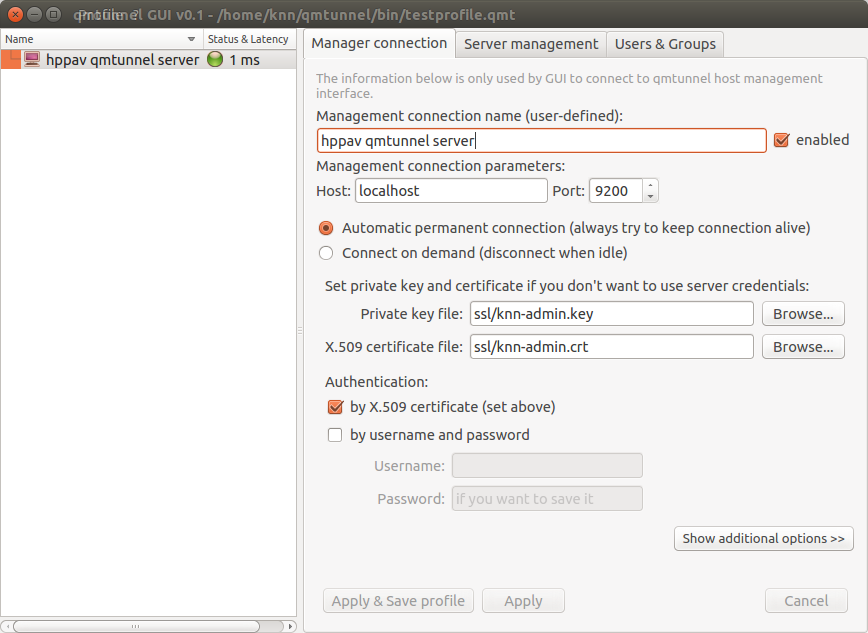 qmtunnel GUI v0.1 - /home/knn/qmtunnel/bin/testprofile.qmt
Name
Status & Latency
hppav qmtunnel server
1 ms
Manager connection
Server management
Users & Groups
The information below is only used by GUI to connect to qmtunnel host management
interface.
Management connection name (user-defined):
hppav qmtunnel server
enabled
Management connection parameters:
Host: localhost Port: 9200
Automatic permanent connection (always try to keep connection alive)
Connect on demand (disconnect when idle)
Set private key and certificate if you don't want to use server credentials:
Private key file: ssl/knn-admin.key Browse...
X.509 certificate file: ssl/knn-admin.crt Browse...
Authentication:
by X.509 certificate (set above)
by username and password
Username:
Password: if you want to save it
Show additional options >>
Apply & Save profile Apply Cancel